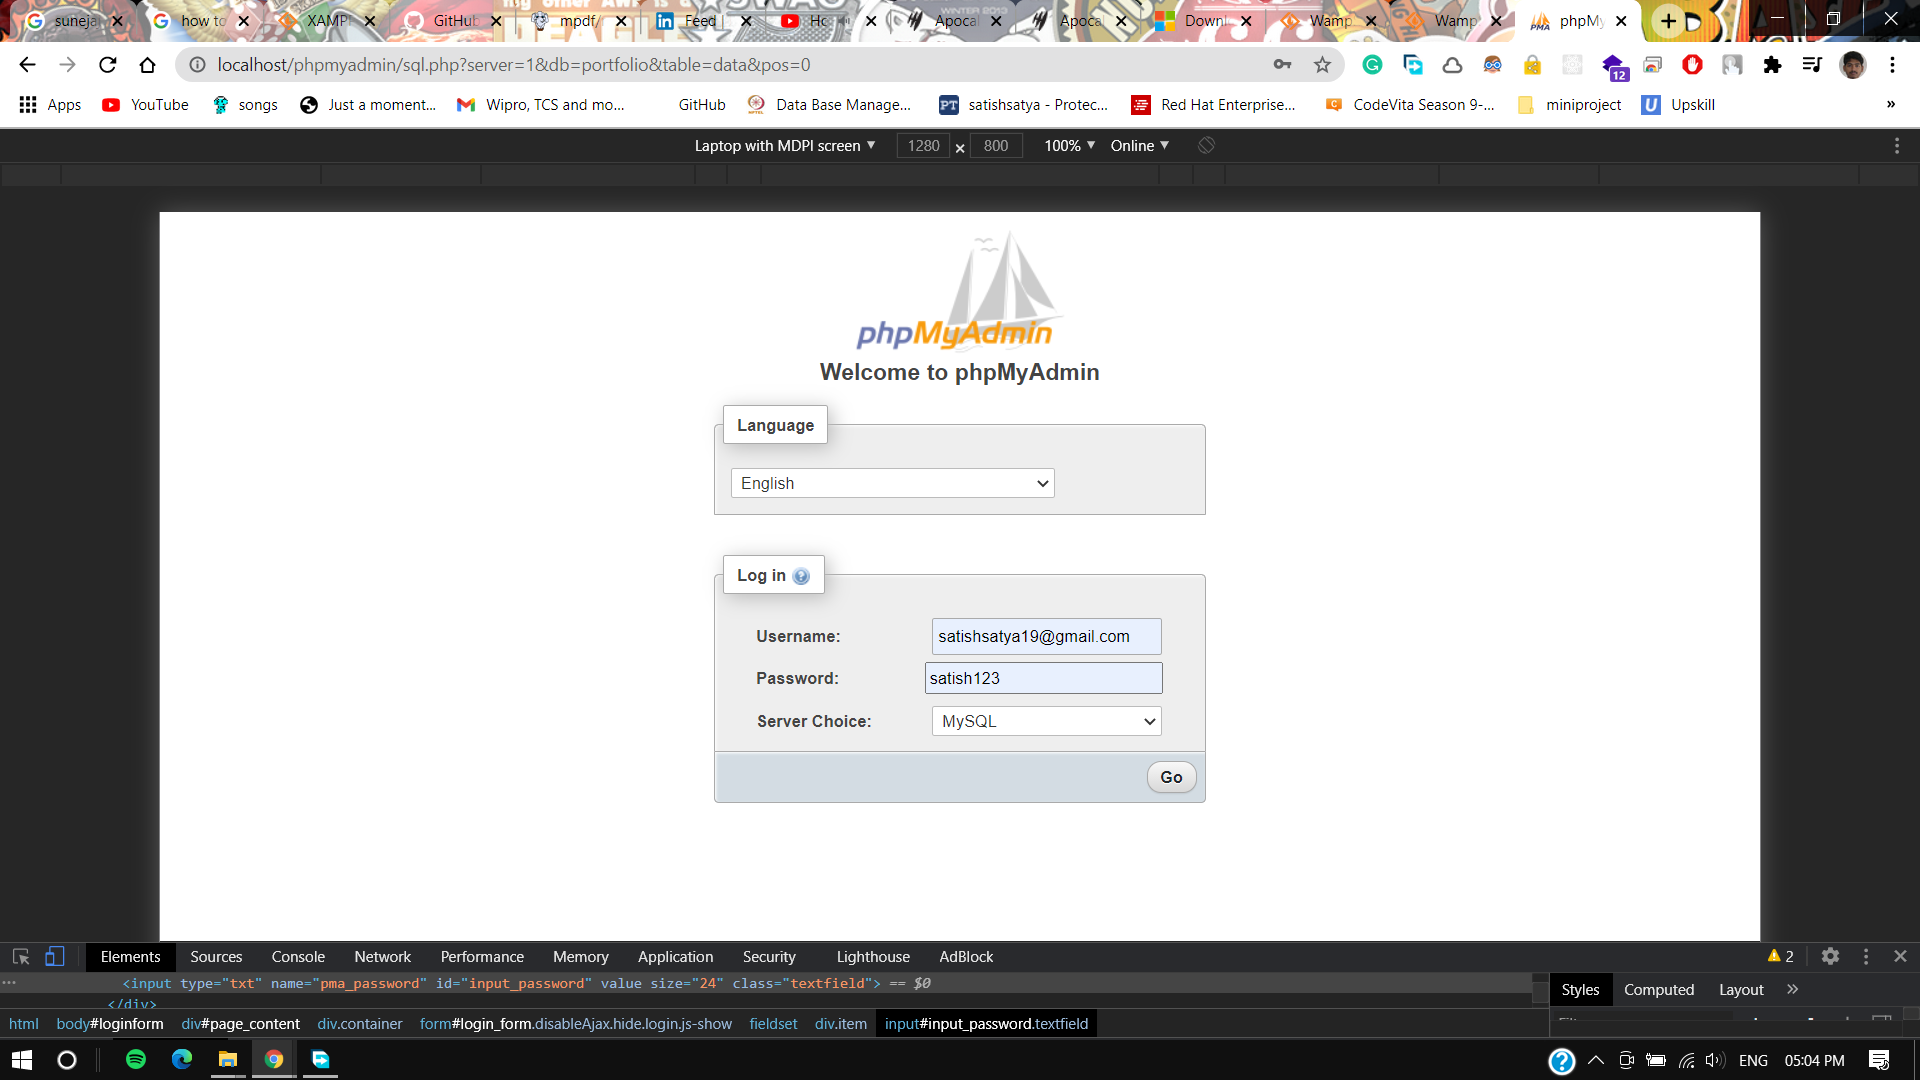 suneja
how to
XAMP
GitHub
mpdf/
Feed |
Ho
Apocal
Apocal
Downl
Wamp
Wamp
phpMy
localhost/phpmyadmin/sql.php?server=1&db=portfolio&table=data&pos=0
12
Apps
YouTube
songs
Just a moment...
Wipro, TCS and mo...
GitHub
Data Base Manage...
satishsatya - Protec...
Red Hat Enterprise...
CodeVita Season 9-...
miniproject
Upskill
»
Laptop with MDPI screen ▼ 1280 × 800 100% ▼ Online ▼
phpMyAdmin
Welcome to phpMyAdmin
Language
English
Log in
Username: satishsatya19@gmail.com
Password: satish123
Server Choice: MySQL
Go
Elements Sources Console Network Performance Memory Application Security Lighthouse AdBlock 2
<input type="txt" name="pma_password" id="input_password" value size="24" class="textfield"> == $0
</div>
Styles Computed Layout »
html body#loginform div#page_content div.container form#login_form.disableAjax.hide.login.js-show fieldset div.item input#input_password.textfield
ENG 05:04 PM